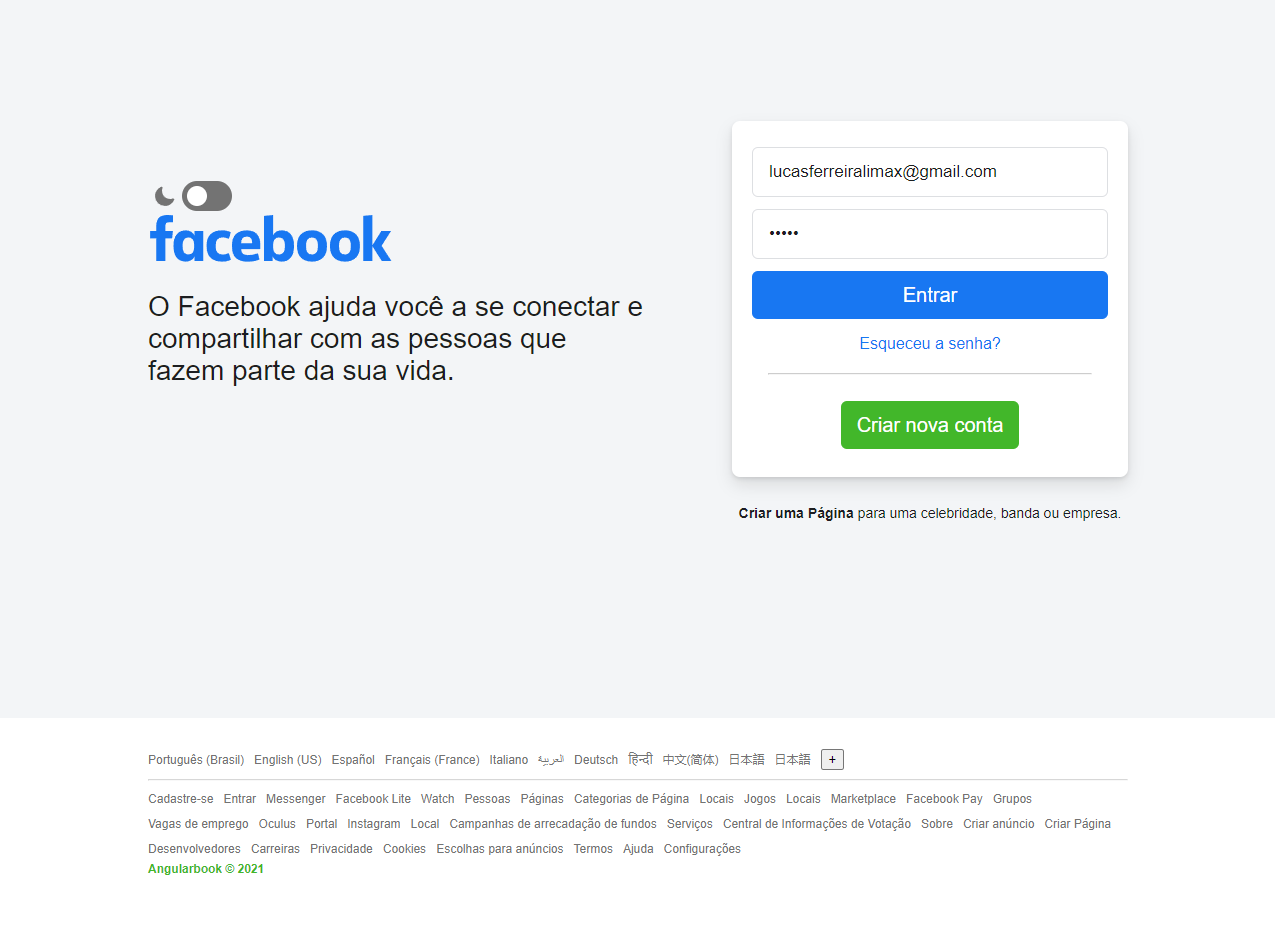 facebook
O Facebook ajuda você a se conectar e
compartilhar com as pessoas que
fazem parte da sua vida.
lucasferreiralimax@gmail.com
•••••
Entrar
Esqueceu a senha?
Criar nova conta
Criar uma Página para uma celebridade, banda ou empresa.
Português (Brasil) English (US) Español Français (France) Italiano العربية Deutsch हिन्दी 中文(简体) 日本語 日本語 +
Cadastre-se Entrar Messenger Facebook Lite Watch Pessoas Páginas Categorias de Página Locais Jogos Locais Marketplace Facebook Pay Grupos
Vagas de emprego Oculus Portal Instagram Local Campanhas de arrecadação de fundos Serviços Central de Informações de Votação Sobre Criar anúncio Criar Página
Desenvolvedores Carreiras Privacidade Cookies Escolhas para anúncios Termos Ajuda Configurações
Angularbook © 2021